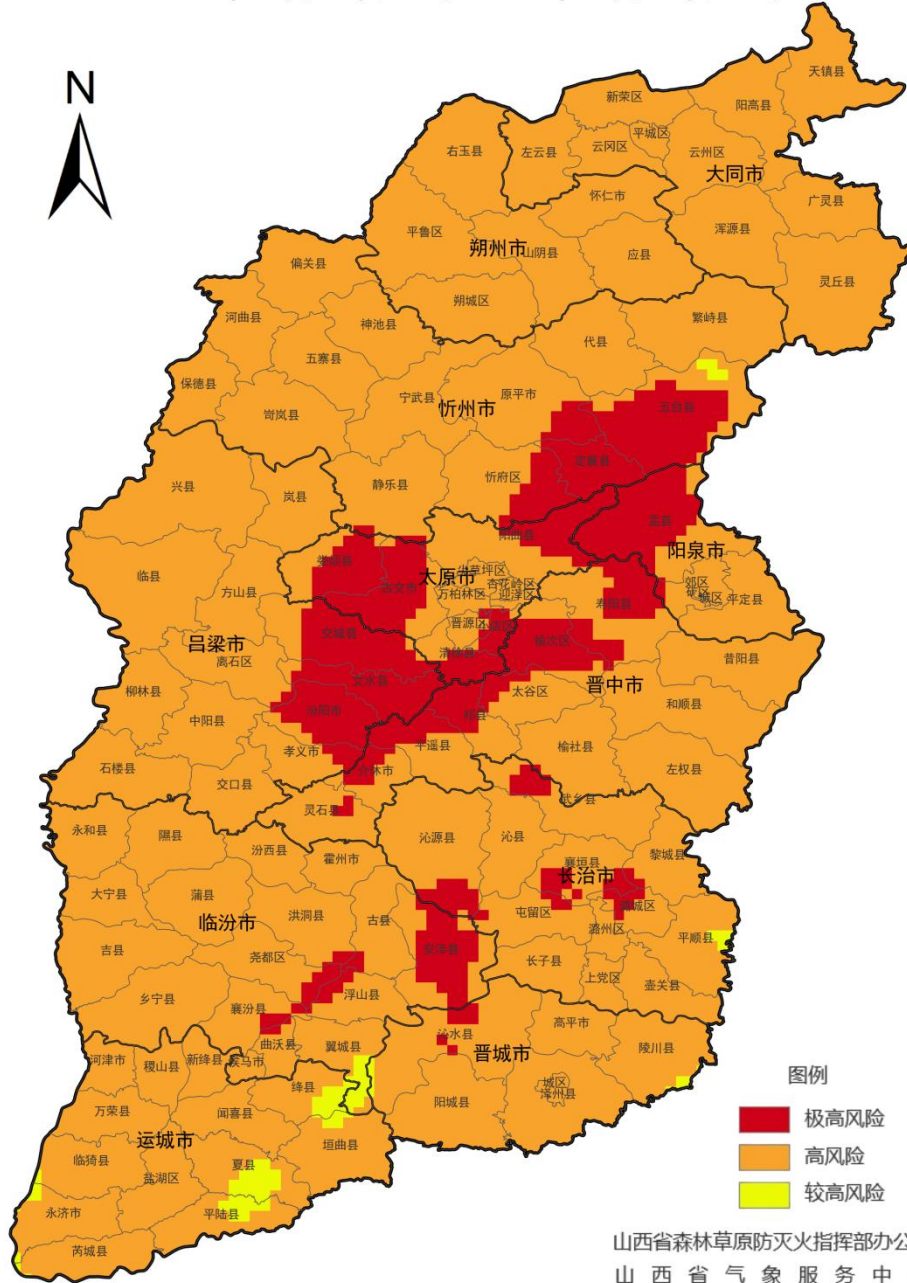 N
天镇县
新荣区
阳高县
平城区
右玉县
左云县
云冈区
云州区
大同市
怀仁市
广灵县
平鲁区
朔州市
山阴县
应县
浑源县
偏关县
灵丘县
朔城区
河曲县
神池县
繁峙县
代县
五寨县
保德县
宁武县
原平市
忻州市
五台县
岢岚县
定襄县
兴县
岚县
静乐县
忻府区
盂县
阳曲县
阳泉市
娄烦县
太原市
尖草坪区
临县
古交市
杏花岭区
郊区
矿区
方山县
万柏林区
迎泽区
寿阳县
城区
平定县
晋源区
小店区
交城县
吕梁市
榆次区
清徐县
离石区
昔阳县
文水县
晋中市
柳林县
太谷区
中阳县
汾阳市
祁县
和顺县
孝义市
平遥县
榆社县
石楼县
介休市
左权县
交口县
武乡县
灵石县
永和县
隰县
沁源县
沁县
汾西县
霍州市
襄垣县
黎城县
长治市
大宁县
蒲县
潞城区
临汾市
洪洞县
古县
屯留区
潞州区
平顺县
吉县
尧都区
安泽县
长子县
上党区
壶关县
乡宁县
浮山县
襄汾县
沁水县
高平市
曲沃县
翼城县
陵川县
河津市
稷山县
新绛县
侯马市
晋城市
绛县
城区
泽州县
万荣县
闻喜县
阳城县
运城市
垣曲县
临猗县
夏县
盐湖区
永济市
平陆县
芮城县
图例
极高风险
高风险
较高风险
山西省森林草原防灭火指挥部办公
山西省气象服务中